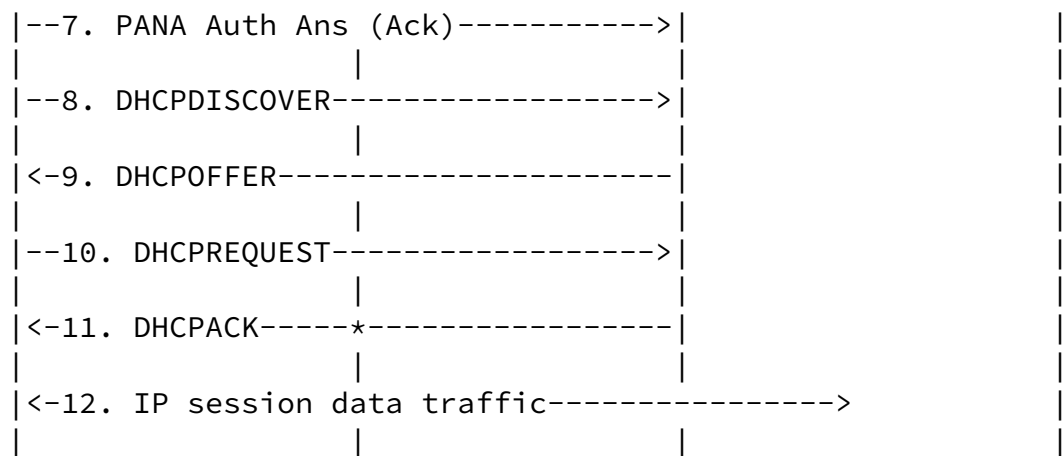 |--7. PANA Auth Ans (Ack)----------->|                    |
|                  |                 |                    |
|--8. DHCPDISCOVER------------------>|                    |
|                  |                 |                    |
|<-9. DHCPOFFER----------------------|                    |
|                  |                 |                    |
|--10. DHCPREQUEST------------------>|                    |
|                  |                 |                    |
|<-11. DHCPACK-----*-----------------|                    |
|                  |                 |                    |
|<-12. IP session data traffic---------------->           |
|                  |                 |                    |